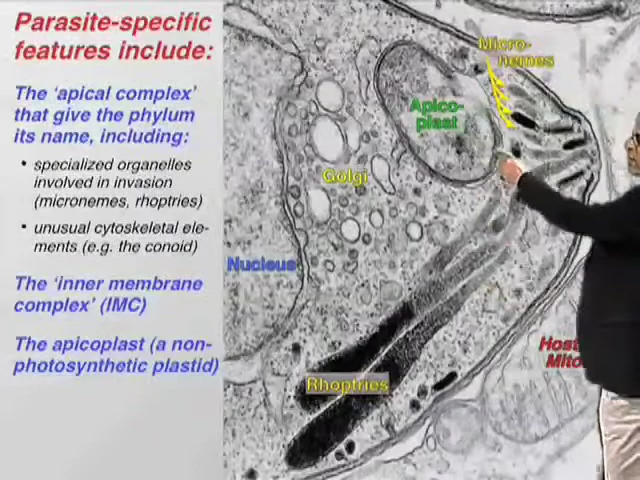 Parasite-specific
features include:
The ‘apical complex’
that give the phylum
its name, including:
• specialized organelles
involved in invasion
(micronemes, rhoptries)
• unusual cytoskeletal ele-
ments (e.g. the conoid)
The ‘inner membrane
complex’ (IMC)
The apicoplast (a non-
photosynthetic plastid)
Micro-
nemes
Apico-
plast
Golgi
Nucleus
Rhoptries
Host
Mito